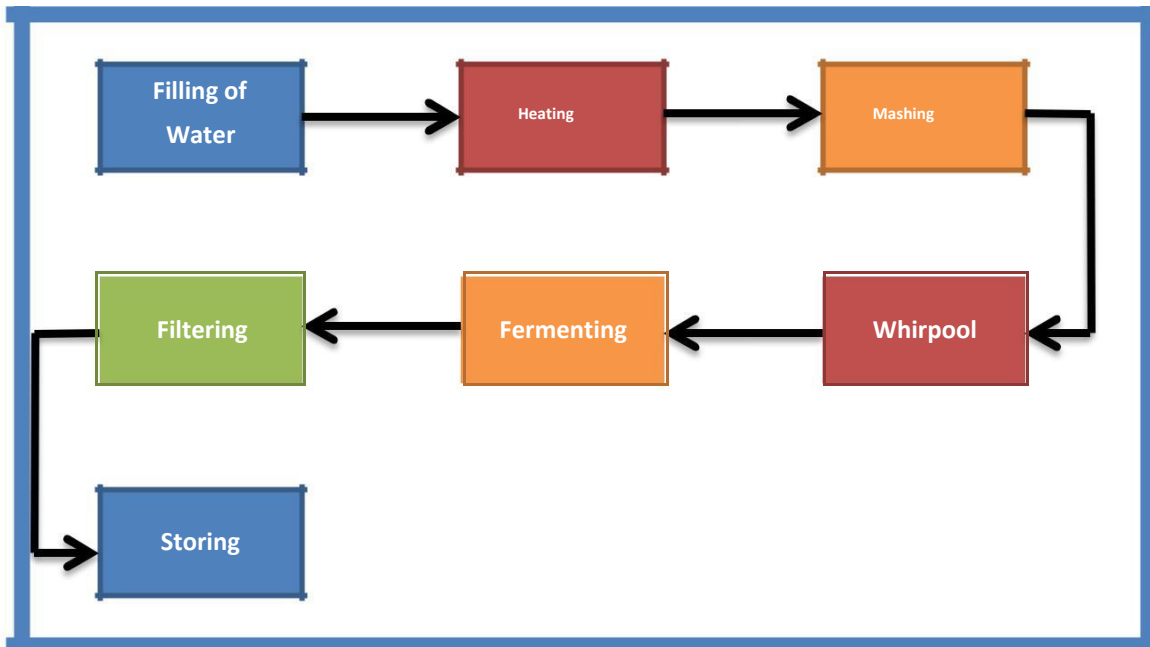 Filling of
Water
Heating
Mashing
Filtering
Fermenting
Whirpool
Storing